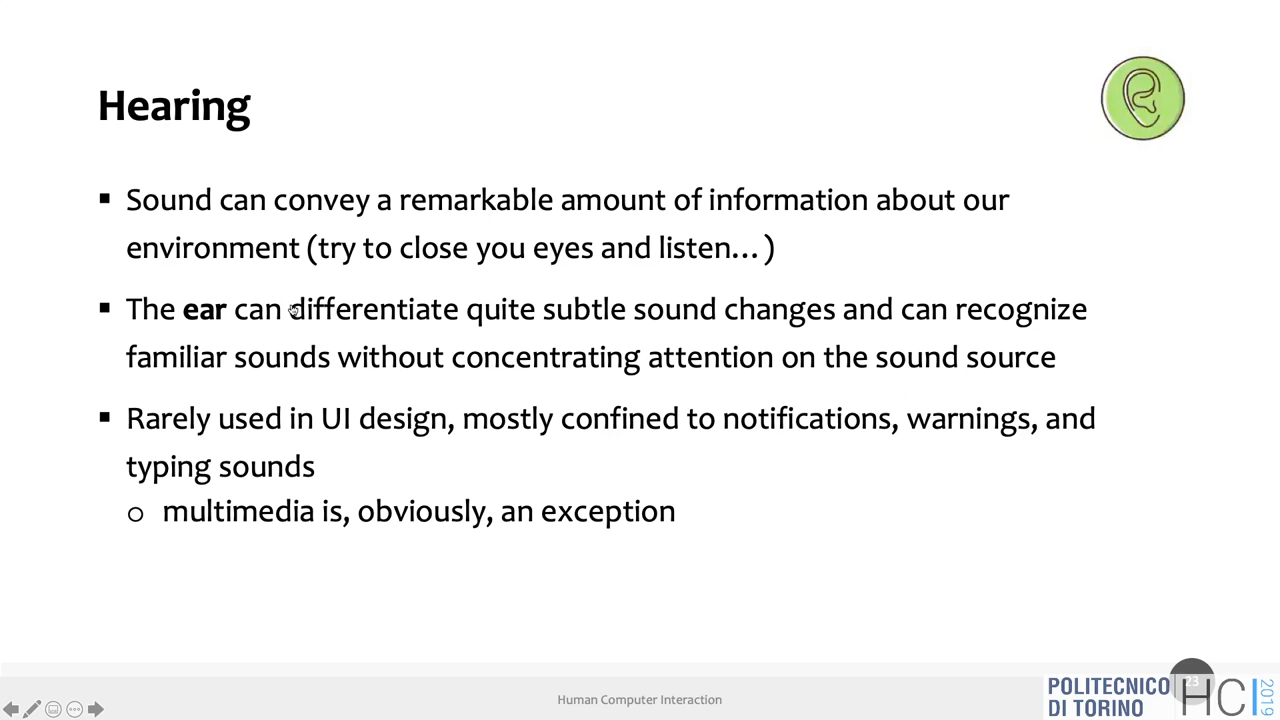 Hearing
▪ Sound can convey a remarkable amount of information about our
environment (try to close you eyes and listen… )
▪ The ear can differentiate quite subtle sound changes and can recognize
familiar sounds without concentrating attention on the sound source
▪ Rarely used in UI design, mostly confined to notifications, warnings, and
typing sounds
o multimedia is, obviously, an exception
Human Computer Interaction
POLITECNICO
DI TORINO
23
HCI
2019